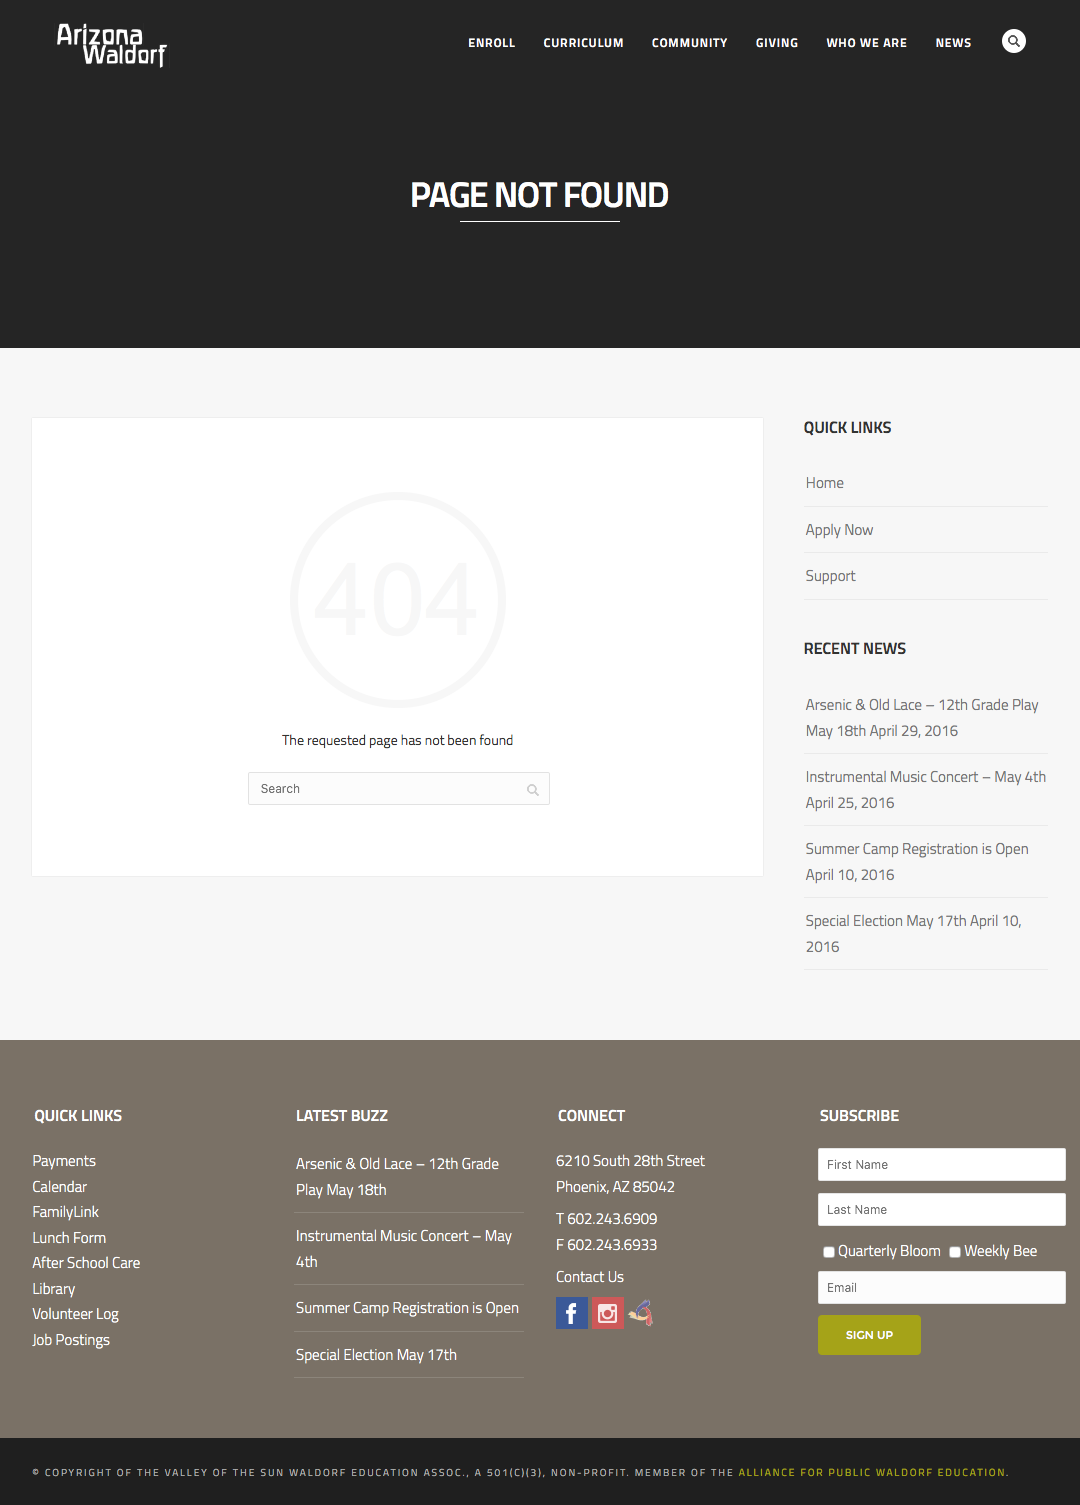 Arizona
Waldorf
ENROLL CURRICULUM COMMUNITY GIVING WHO WE ARE NEWS
PAGE NOT FOUND
404
The requested page has not been found
Search
QUICK LINKS
Home
Apply Now
Support
RECENT NEWS
Arsenic & Old Lace – 12th Grade Play
May 18th April 29, 2016
Instrumental Music Concert – May 4th
April 25, 2016
Summer Camp Registration is Open
April 10, 2016
Special Election May 17th April 10,
2016
QUICK LINKS
Payments
Calendar
FamilyLink
Lunch Form
After School Care
Library
Volunteer Log
Job Postings
LATEST BUZZ
Arsenic & Old Lace – 12th Grade
Play May 18th
Instrumental Music Concert – May
4th
Summer Camp Registration is Open
Special Election May 17th
CONNECT
6210 South 28th Street
Phoenix, AZ 85042
T 602.243.6909
F 602.243.6933
Contact Us
SUBSCRIBE
First Name
Last Name
Quarterly Bloom Weekly Bee
Email
SIGN UP
© COPYRIGHT OF THE VALLEY OF THE SUN WALDORF EDUCATION ASSOC., A 501(C)(3), NON-PROFIT. MEMBER OF THE ALLIANCE FOR PUBLIC WALDORF EDUCATION.